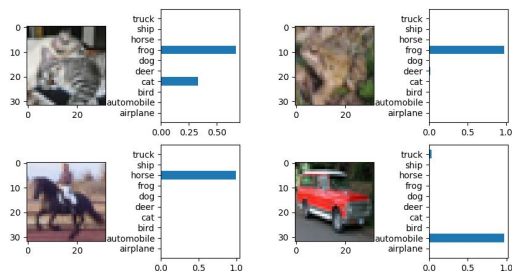 0
10
20
30
0
20
truck
ship
horse
frog
dog
deer
cat
bird
automobile
airplane
0.0
0.25
0.50
0
10
20
30
0
20
truck
ship
horse
frog
dog
deer
cat
bird
automobile
airplane
0.0
0.5
1.0
0
10
20
30
0
20
truck
ship
horse
frog
dog
deer
cat
bird
automobile
airplane
0.0
0.5
1.0
0
10
20
30
0
20
truck
ship
horse
frog
dog
deer
cat
bird
automobile
airplane
0.0
0.5
1.0